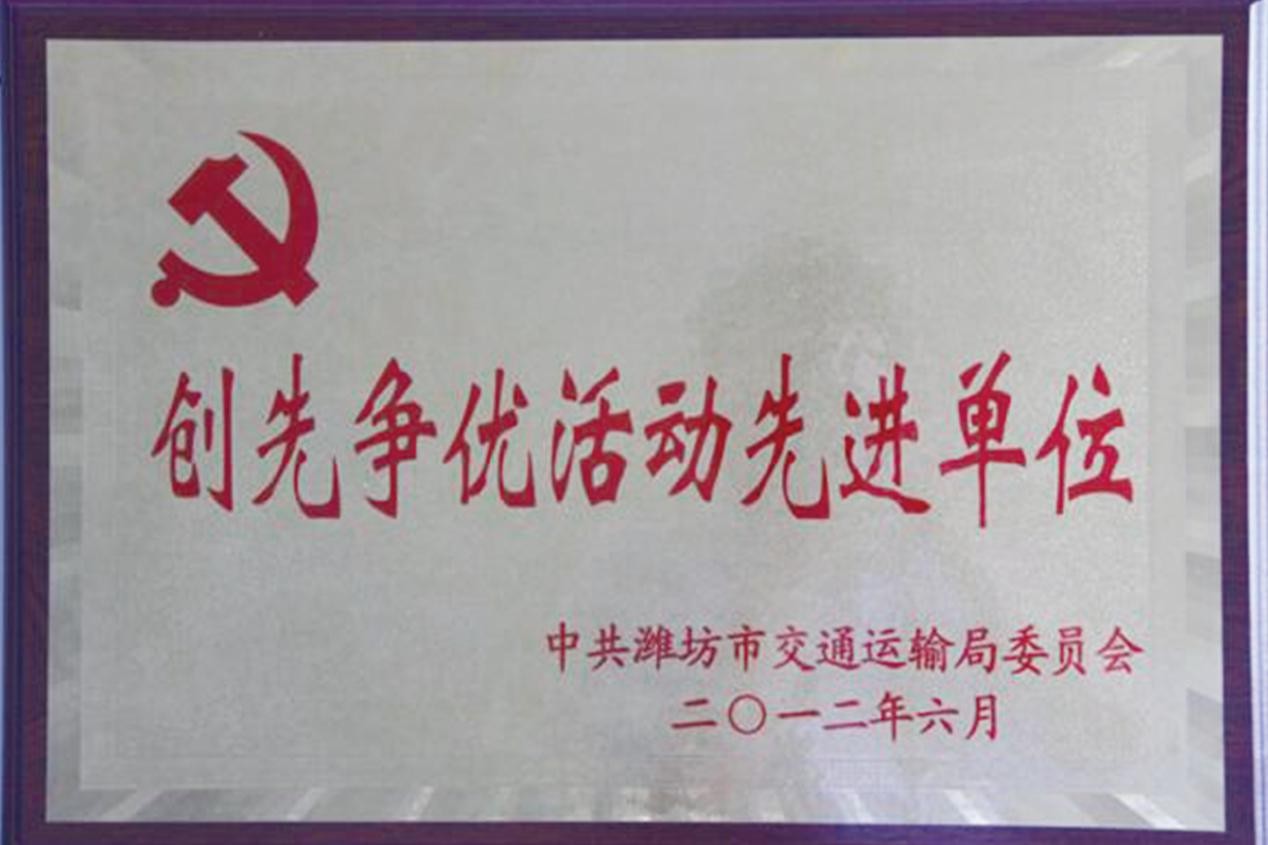 创先争优活动先进单位
中共潍坊市交通运输局委员会
二〇一二年六月